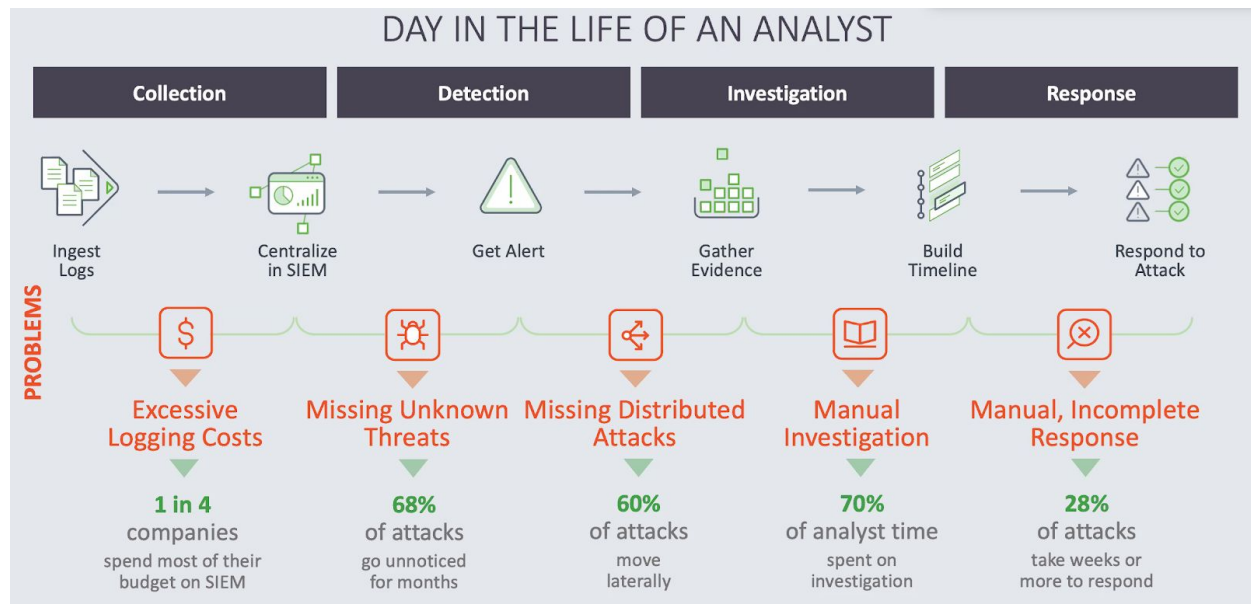 DAY IN THE LIFE OF AN ANALYST
Collection
Detection
Investigation
Response
Ingest
Logs
Centralize
in SIEM
Get Alert
Gather
Evidence
Build
Timeline
Respond to
Attack
PROBLEMS
$
Excessive
Logging Costs
Missing Unknown
Threats
Missing Distributed
Attacks
Manual
Investigation
Manual, Incomplete
Response
1 in 4
companies
spend most of their
budget on SIEM
68%
of attacks
go unnoticed
for months
60%
of attacks
move
laterally
70%
of analyst time
spent on
investigation
28%
of attacks
take weeks or
more to respond